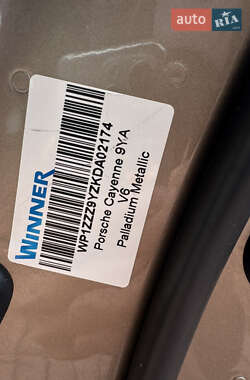 AUTO
RIA
WINNER
WP1ZZZ9YZKDA02174
Porsche Cayenne 9YA
V6
Palladium Metallic